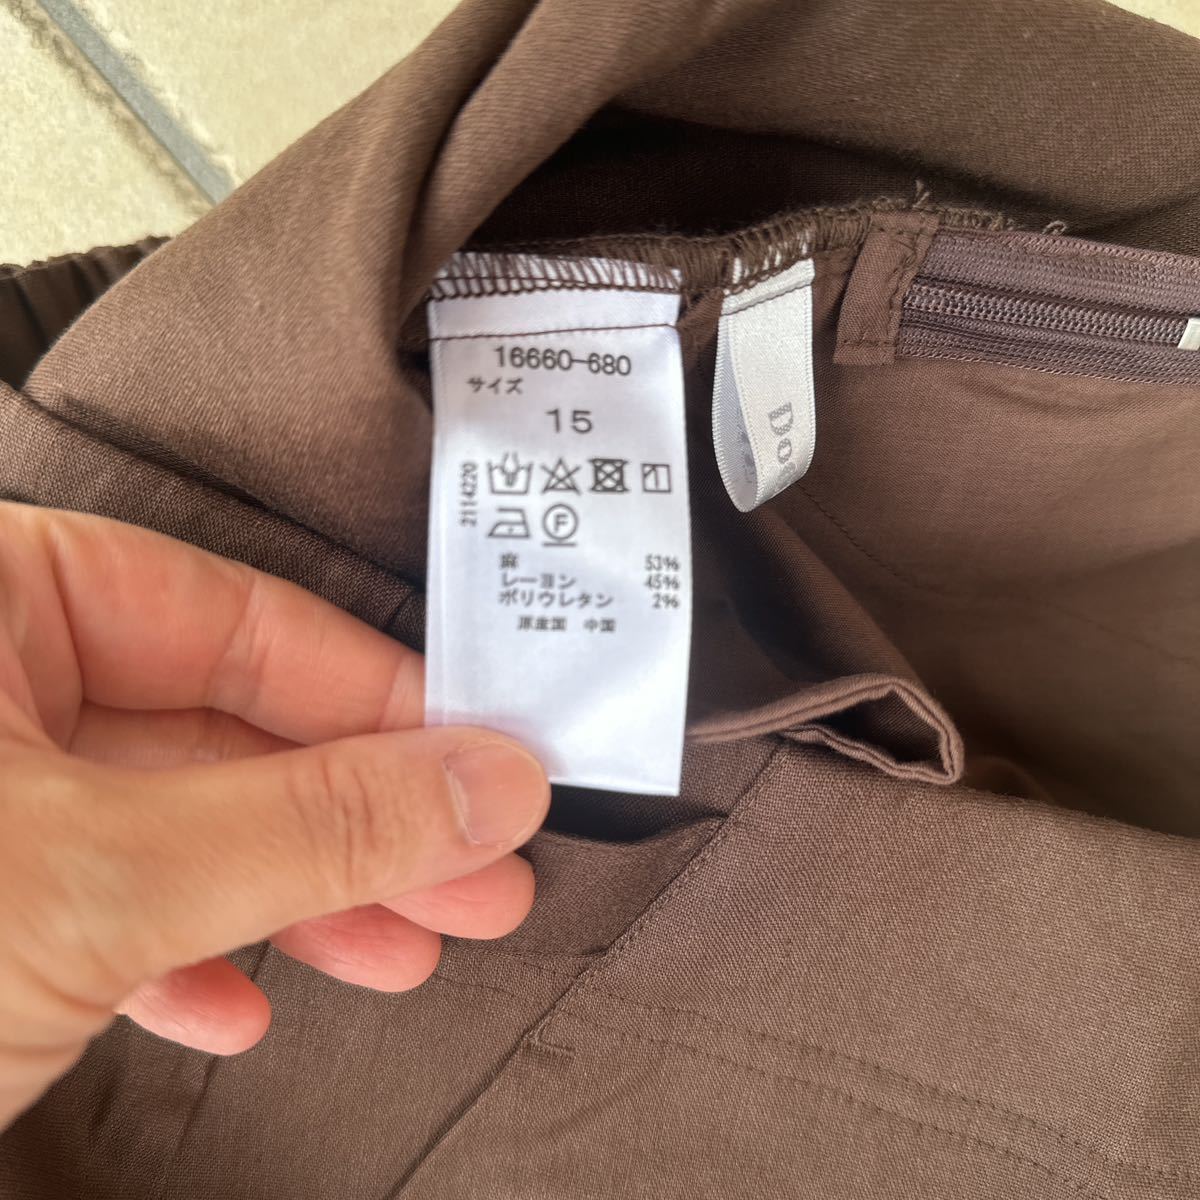 16660-680
サイズ
15
2114220
F
麻 53%
レーヨン 45%
ポリウレタン 2%
原産国 中国